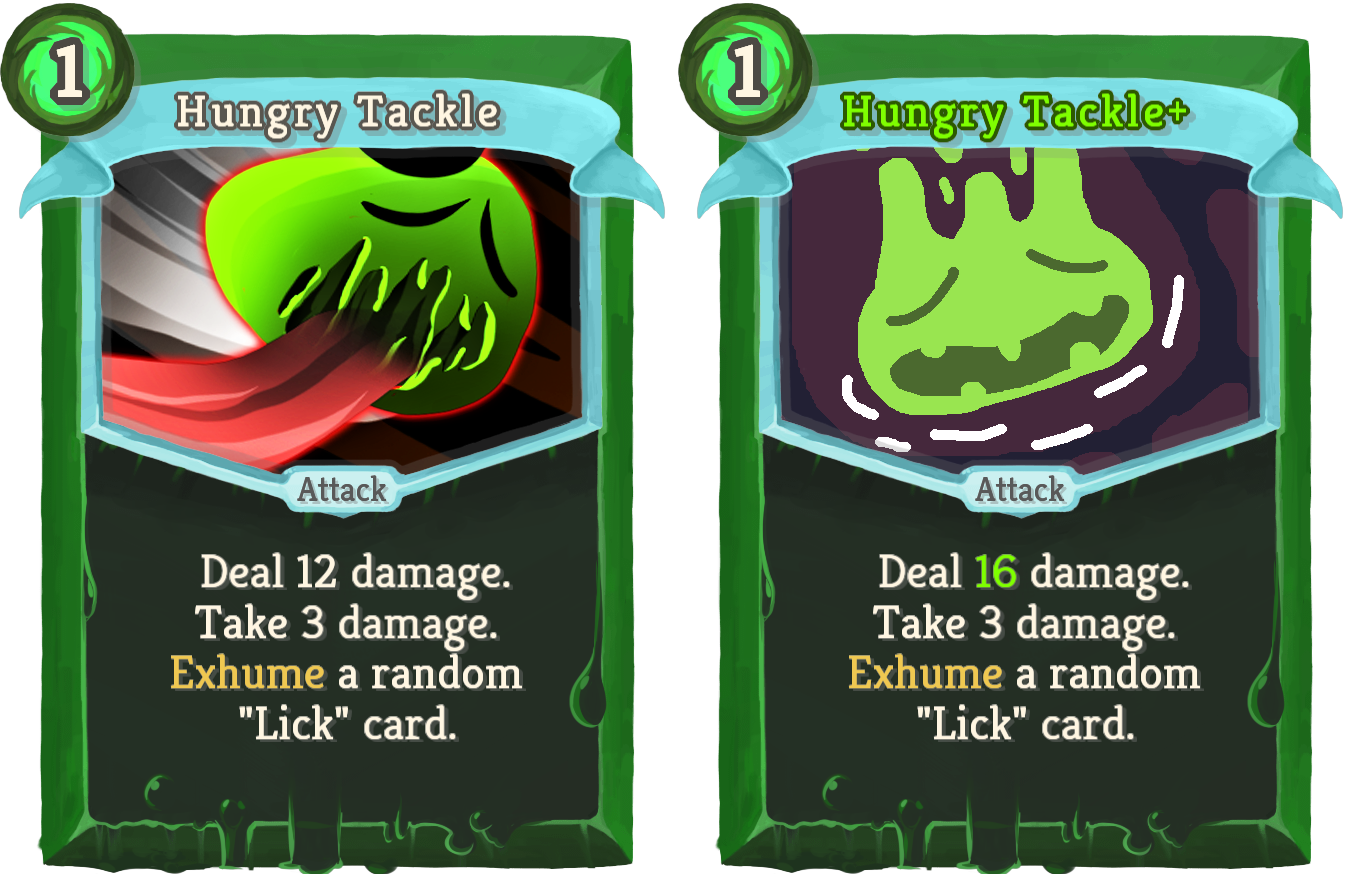 1
Hungry Tackle
Attack
Deal 12 damage.
Take 3 damage.
Exhume a random
"Lick" card.
1
Hungry Tackle+
Attack
Deal 16 damage.
Take 3 damage.
Exhume a random
"Lick" card.